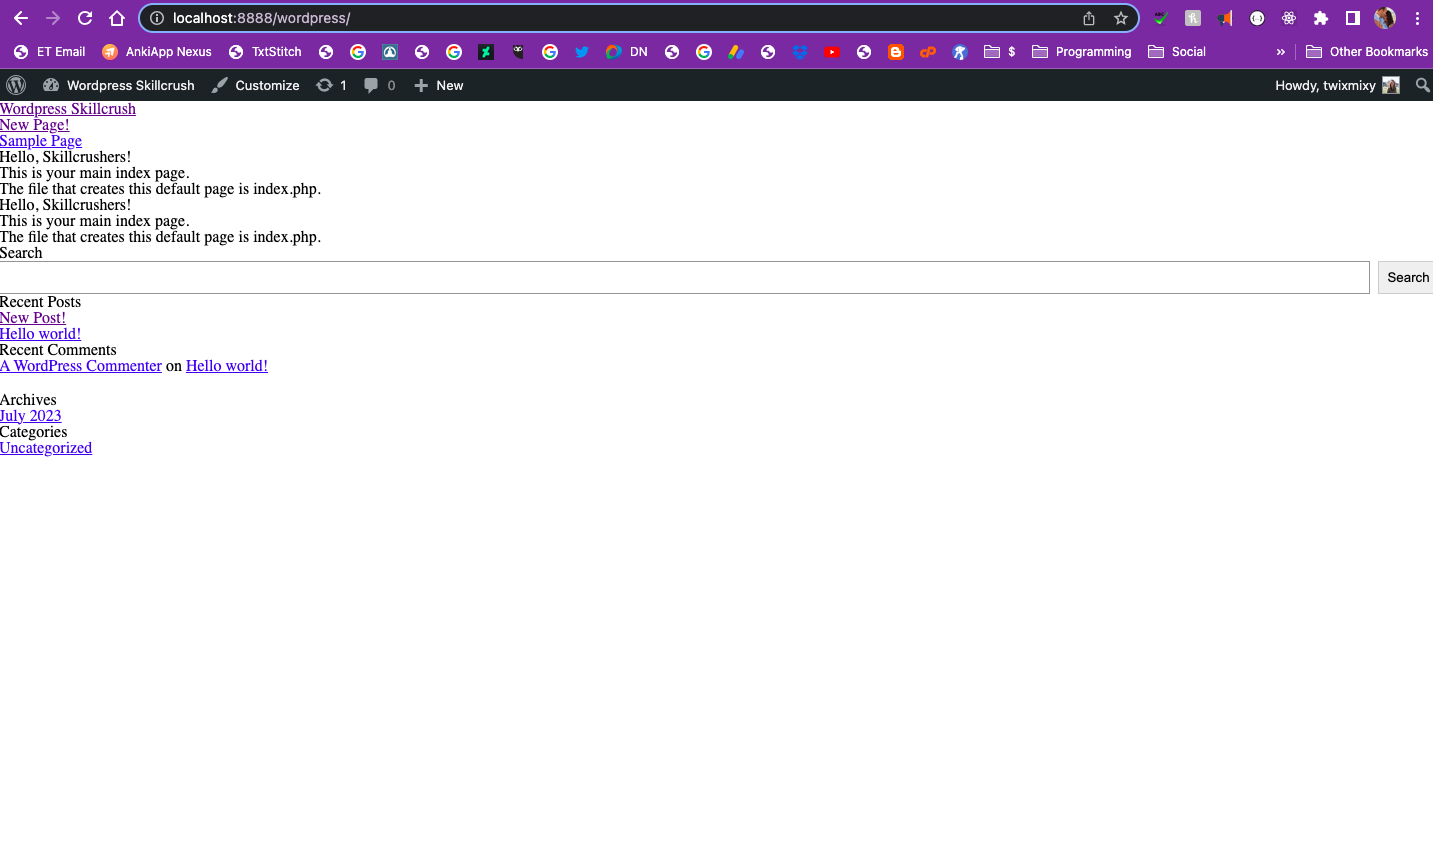 localhost:8888/wordpress/
ET Email AnkiApp Nexus TxtStitch DN $ Programming Social » Other Bookmarks
Wordpress Skillcrush Customize 1 0 New Howdy, twixmixy
Wordpress Skillcrush
New Page!
Sample Page
Hello, Skillcrushers!
This is your main index page.
The file that creates this default page is index.php.
Hello, Skillcrushers!
This is your main index page.
The file that creates this default page is index.php.
Search
Search
Recent Posts
New Post!
Hello world!
Recent Comments
A WordPress Commenter on Hello world!
Archives
July 2023
Categories
Uncategorized